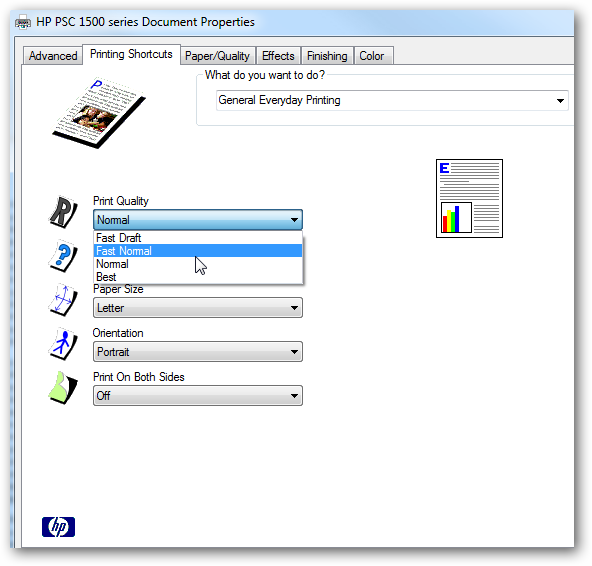 HP PSC 1500 series Document Properties
Advanced Printing Shortcuts Paper/Quality Effects Finishing Color
What do you want to do?
General Everyday Printing
P
E
Print Quality
R
Normal
Fast Draft
Fast Normal
?
Normal
Best
Paper Size
Letter
Orientation
Portrait
Print On Both Sides
Off
hp